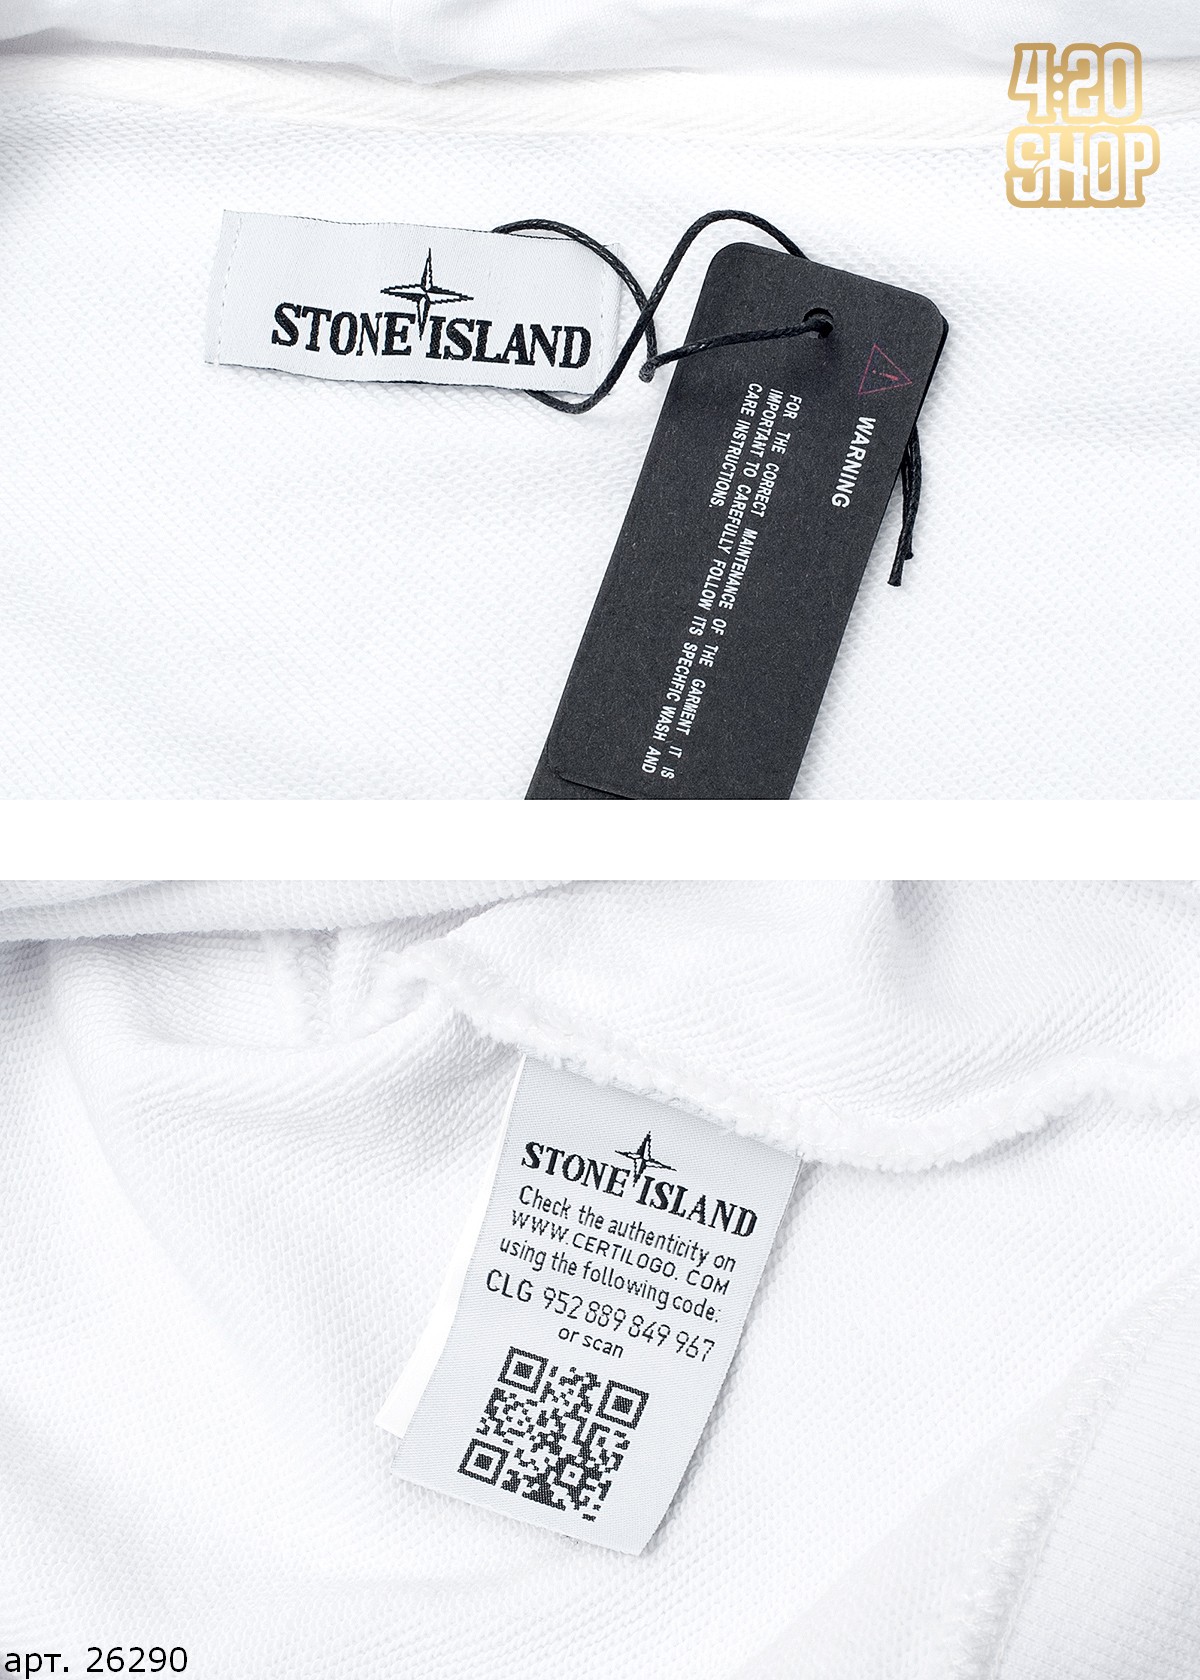 4:20
SHOP
STONE ISLAND
WARNING
FOR THE CORRECT MAINTENANCE OF THE GARMENT IT IS
IMPORTANT TO CAREFULLY FOLLOW ITS SPECHFIC WASH AND
CARE INSTRUCTIONS.
STONE ISLAND
Check the authenticity on
WWW.CERTILOGO.COM
using the following code:
CLG 952 889 849 967
or scan
арт. 26290